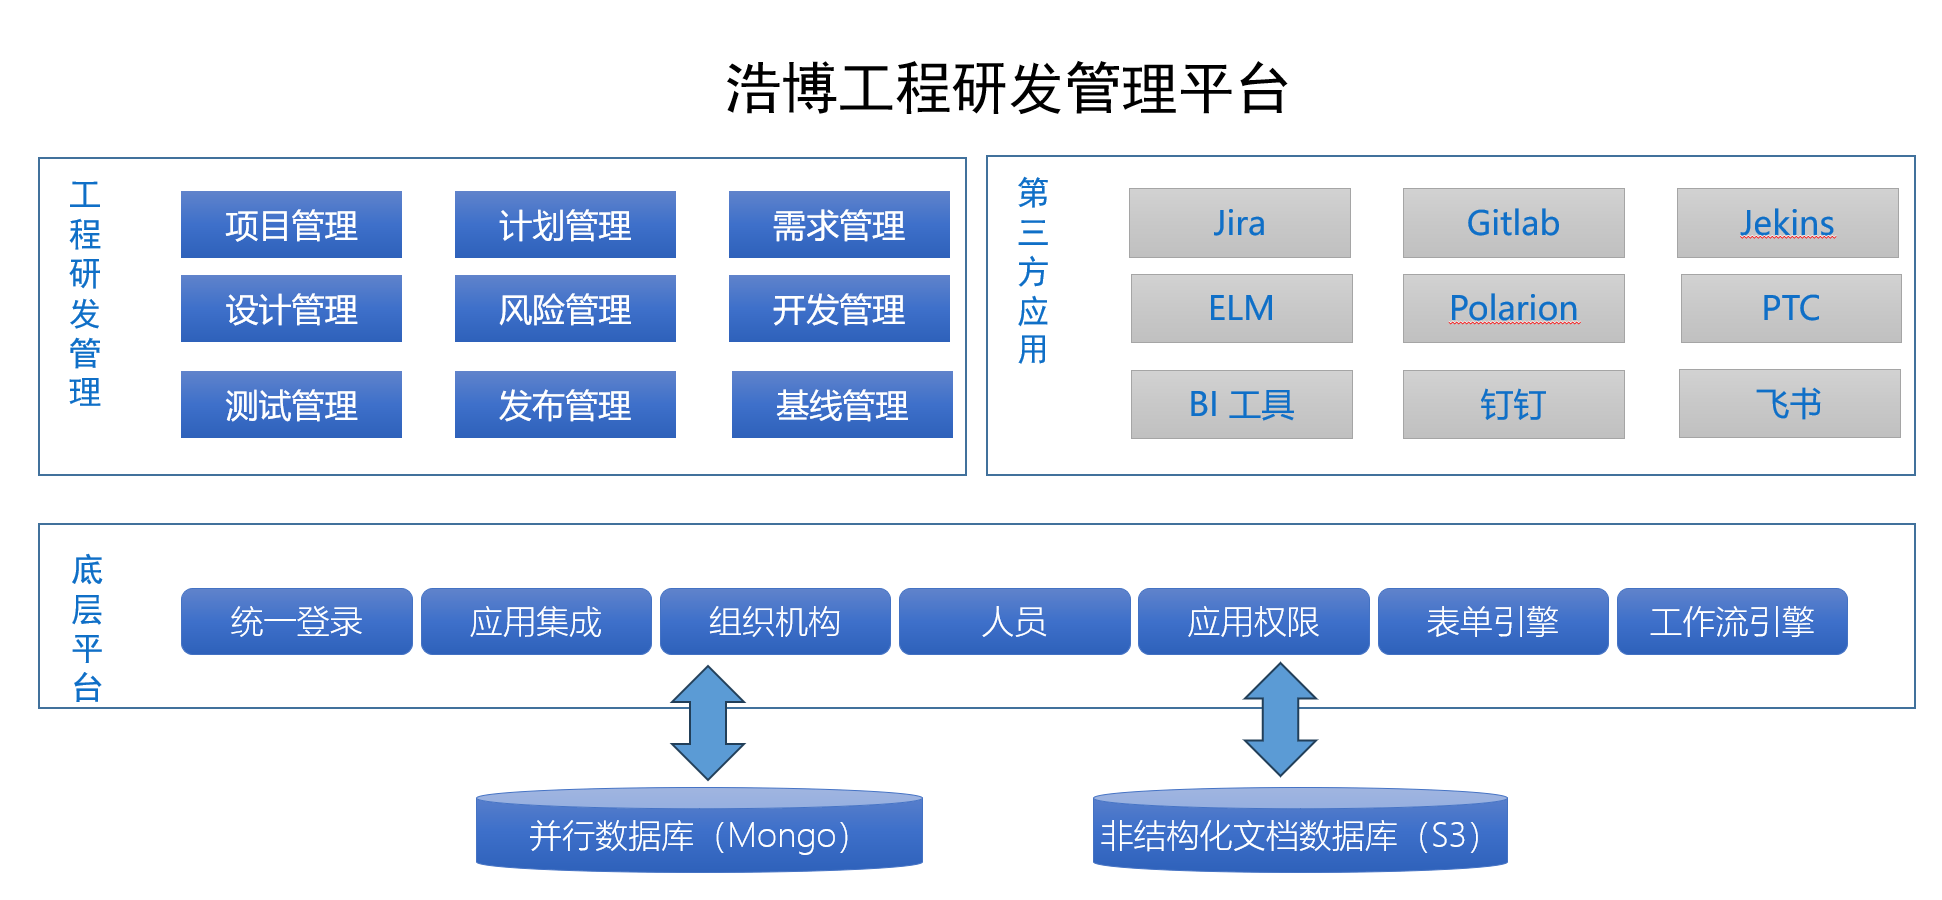 浩博工程研发管理平台
工程研发管理
项目管理
计划管理
需求管理
设计管理
风险管理
开发管理
测试管理
发布管理
基线管理
第三方应用
Jira
Gitlab
Jekins
ELM
Polarion
PTC
BI 工具
钉钉
飞书
底层平台
统一登录
应用集成
组织机构
人员
应用权限
表单引擎
工作流引擎
并行数据库（Mongo）
非结构化文档数据库（S3）